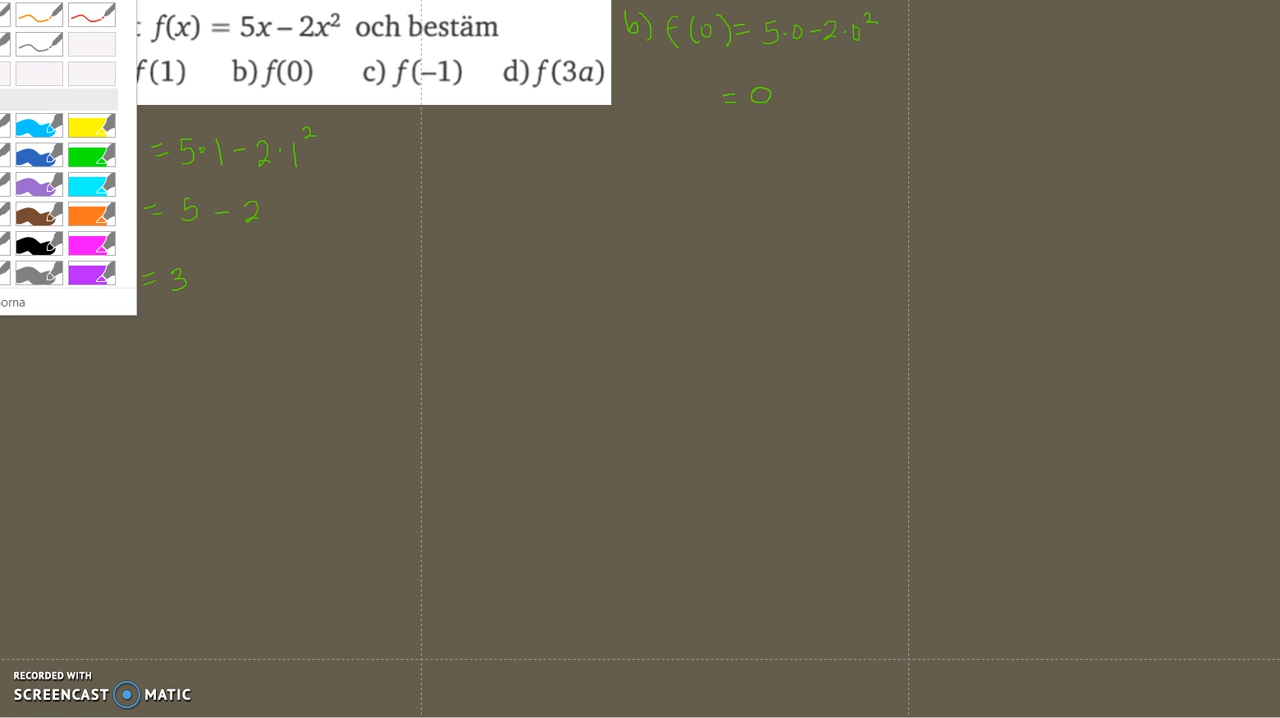 : f(x) = 5x – 2x² och bestäm
f(1) b) f(0) c) f(–1) d) f(3a)
= 5·1 – 2·1²
= 5 – 2
= 3
b) f(0) = 5·0 – 2·0²
= 0
orna
RECORDED WITH
SCREENCAST MATIC